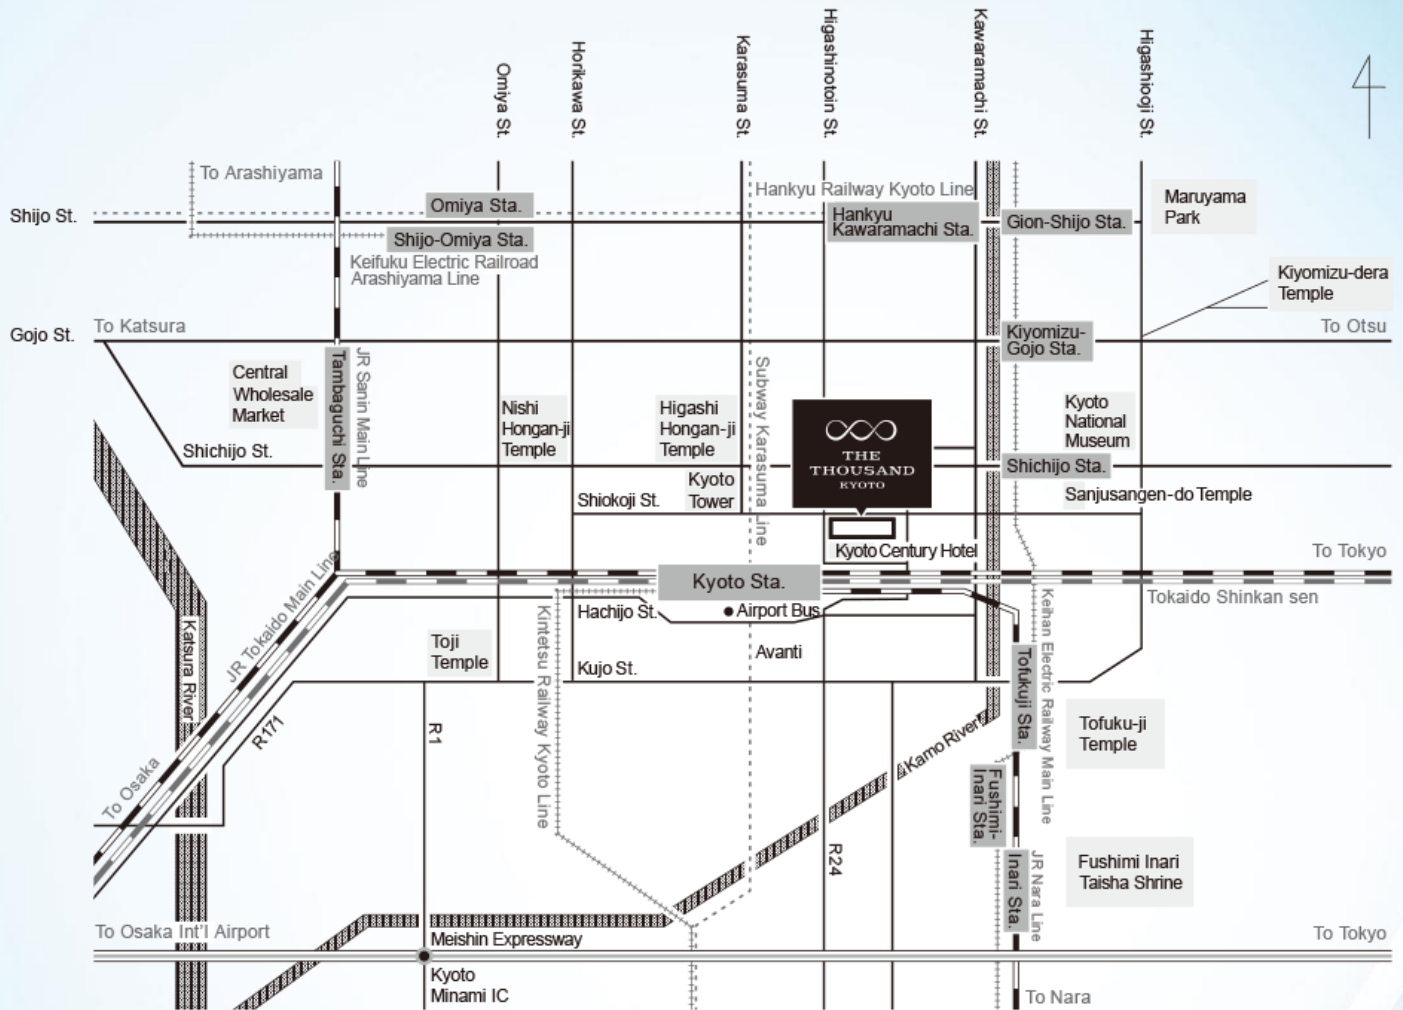 Omiya St.
Horikawa St.
Karasuma St.
Higashinotoin St.
Kawaramachi St.
Higashiooji St.
To Arashiyama
Hankyu Railway Kyoto Line
Maruyama
Park
Shijo St.
Omiya Sta.
Hankyu
Kawaramachi Sta.
Gion-Shijo Sta.
Shijo-Omiya Sta.
Keifuku Electric Railroad
Arashiyama Line
Kiyomizu-dera
Temple
Gojo St.
To Katsura
Kiyomizu-
Gojo Sta.
To Otsu
Central
Wholesale
Market
Tambaguchi Sta.
JR Sanin Main Line
Nishi
Hongan-ji
Temple
Higashi
Hongan-ji
Temple
Subway Karasuma Line
THE
THOUSAND
KYOTO
Kyoto
National
Museum
Shichijo St.
Shichijo Sta.
Kyoto
Tower
Shiokoji St.
Sanjusangen-do Temple
Kyoto Century Hotel
To Tokyo
Kyoto Sta.
Tokaido Shinkan sen
JR Tokaido Main Line
Hachijo St.
Airport Bus
Katsura River
Toji
Temple
Kintetsu Railway Kyoto Line
Kujo St.
Avanti
Tofukuji Sta.
Keihan Electric Railway Main Line
R171
R1
Kamo River
Tofuku-ji
Temple
To Osaka
Fushimi-
Inari Sta.
R24
Inari Sta.
JR Nara Line
Fushimi Inari
Taisha Shrine
To Osaka Int'l Airport
Meishin Expressway
To Tokyo
Kyoto
Minami IC
To Nara